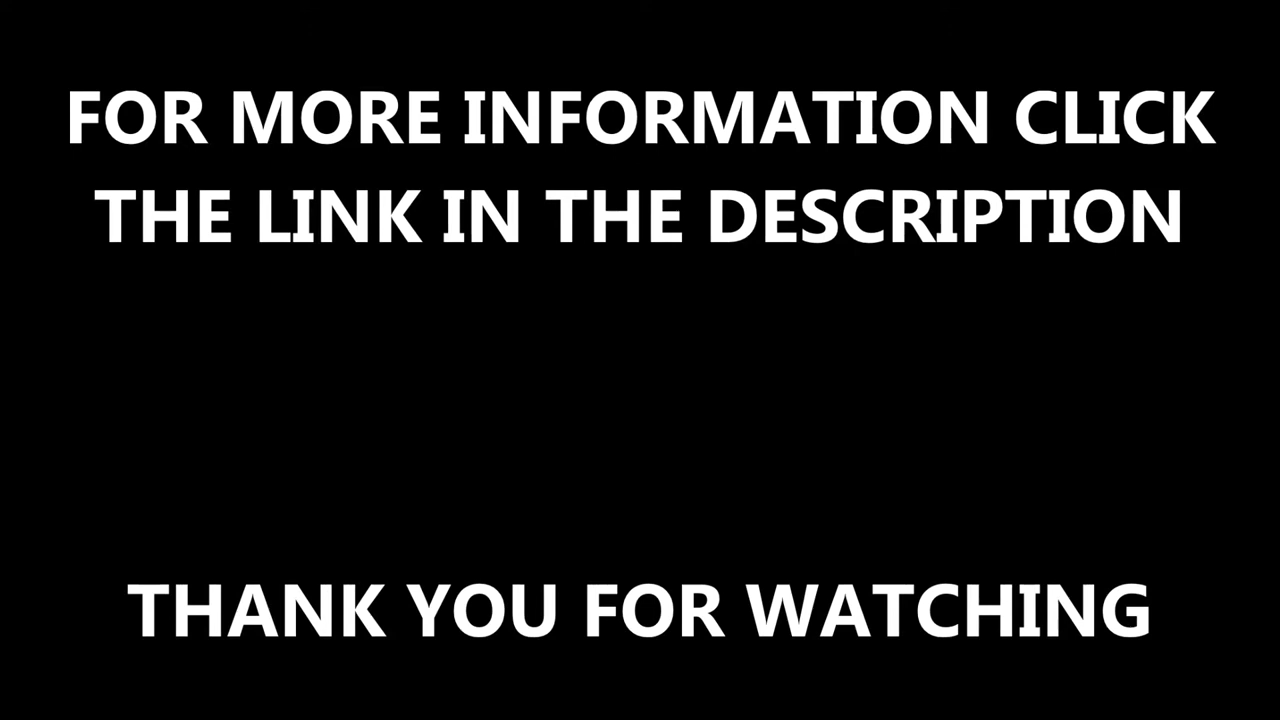 FOR MORE INFORMATION CLICK
THE LINK IN THE DESCRIPTION
THANK YOU FOR WATCHING